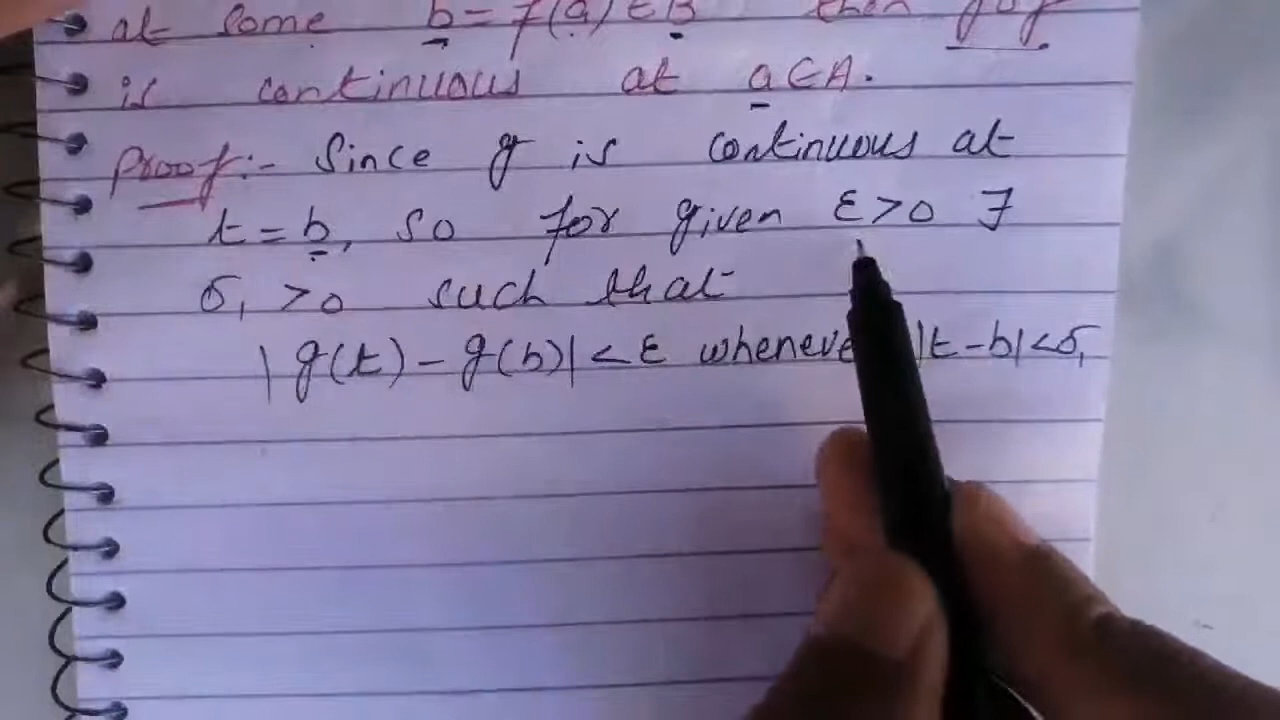 at some b = f(a) ∈ B then gof
is continuous at a ∈ A.
Proof:- Since g is continuous at
t = b, so for given ε > 0 ∃
δ₁ > 0 such that
|g(t) - g(b)| < ε whenever |t - b| < δ₁